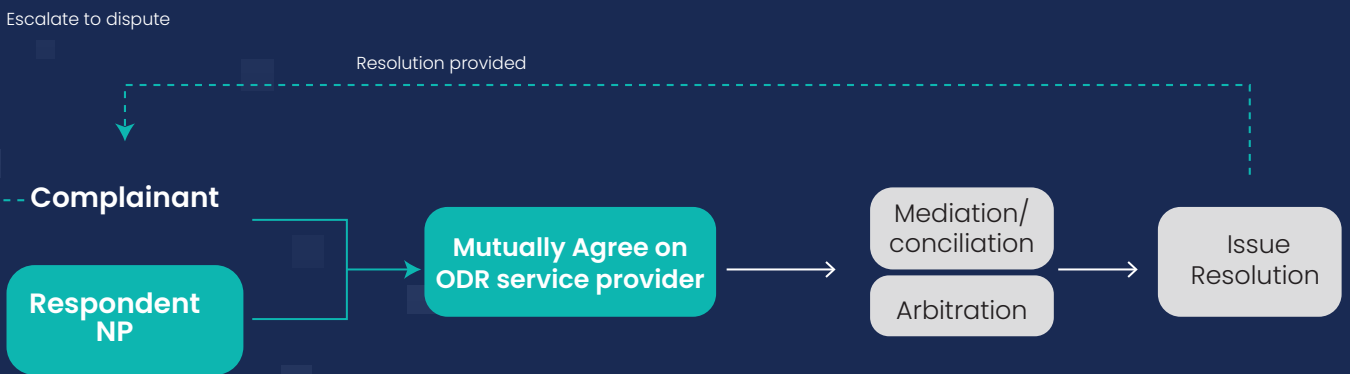 Escalate to dispute
Resolution provided
Complainant
Respondent
NP
Mutually Agree on
ODR service provider
Mediation/
conciliation
Arbitration
Issue
Resolution